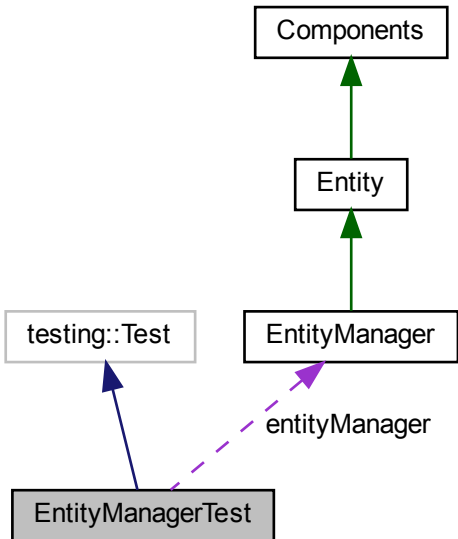 Components
Entity
testing::Test
EntityManager
entityManager
EntityManagerTest